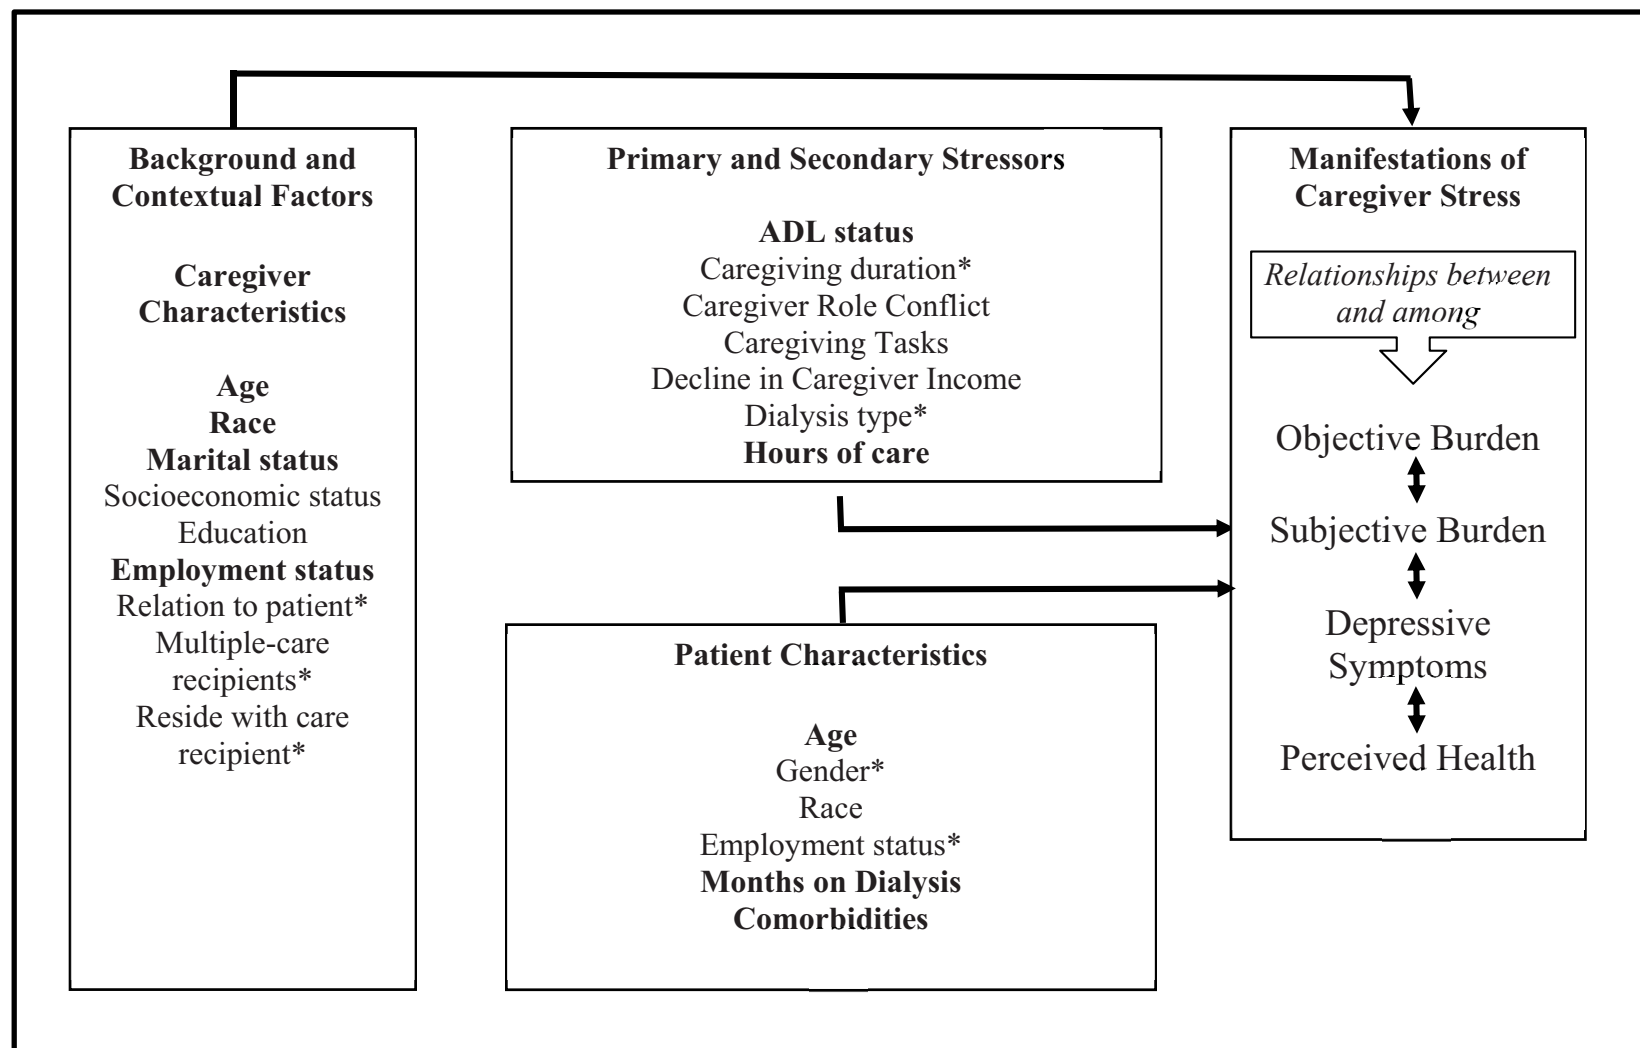 Background and
Contextual Factors
Caregiver
Characteristics
Age
Race
Marital status
Socioeconomic status
Education
Employment status
Relation to patient*
Multiple-care
recipients*
Reside with care
recipient*
Primary and Secondary Stressors
ADL status
Caregiving duration*
Caregiver Role Conflict
Caregiving Tasks
Decline in Caregiver Income
Dialysis type*
Hours of care
Patient Characteristics
Age
Gender*
Race
Employment status*
Months on Dialysis
Comorbidities
Manifestations of
Caregiver Stress
Relationships between
and among
Objective Burden
Subjective Burden
Depressive
Symptoms
Perceived Health